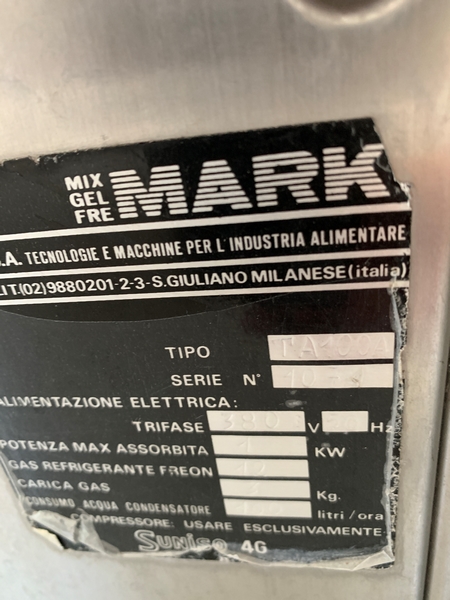 MIX
GEL
FRE
MARK
.A. TECNOLOGIE E MACCHINE PER L'INDUSTRIA ALIMENTARE
I T.(02)9880201-2-3-S.GIULIANO MILANESE(italia)
TIPO
SERIE N°
ALIMENTAZIONE ELETTRICA:
TRIFASE 380 V Hz
POTENZA MAX ASSORBITA KW
GAS REFRIGERANTE FREON 12
CARICA GAS Kg.
CONSUMO ACQUA CONDENSATORE litri/ora
COMPRESSORE: USARE ESCLUSIVAMENTE
SUNISO 4G